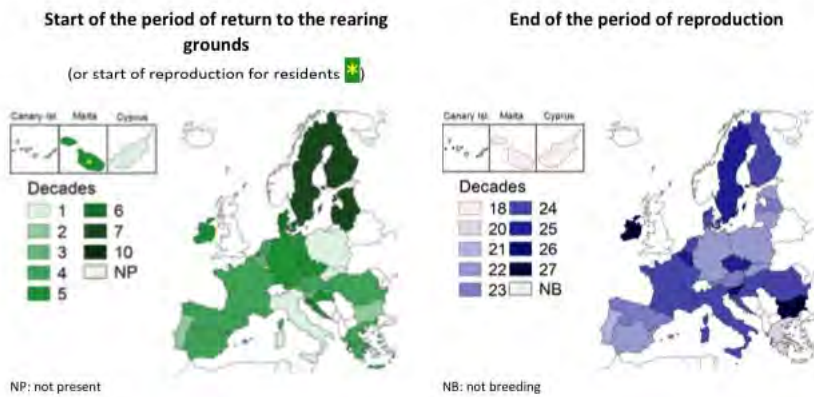 Start of the period of return to the rearing
grounds
(or start of reproduction for residents *)
Canary Isl. Malta Cyprus
Decades
1 6
2 7
3 10
4 NP
5
NP: not present
End of the period of reproduction
Canary Isl. Malta Cyprus
Decades
18 24
20 25
21 26
22 27
23 NB
NB: not breeding